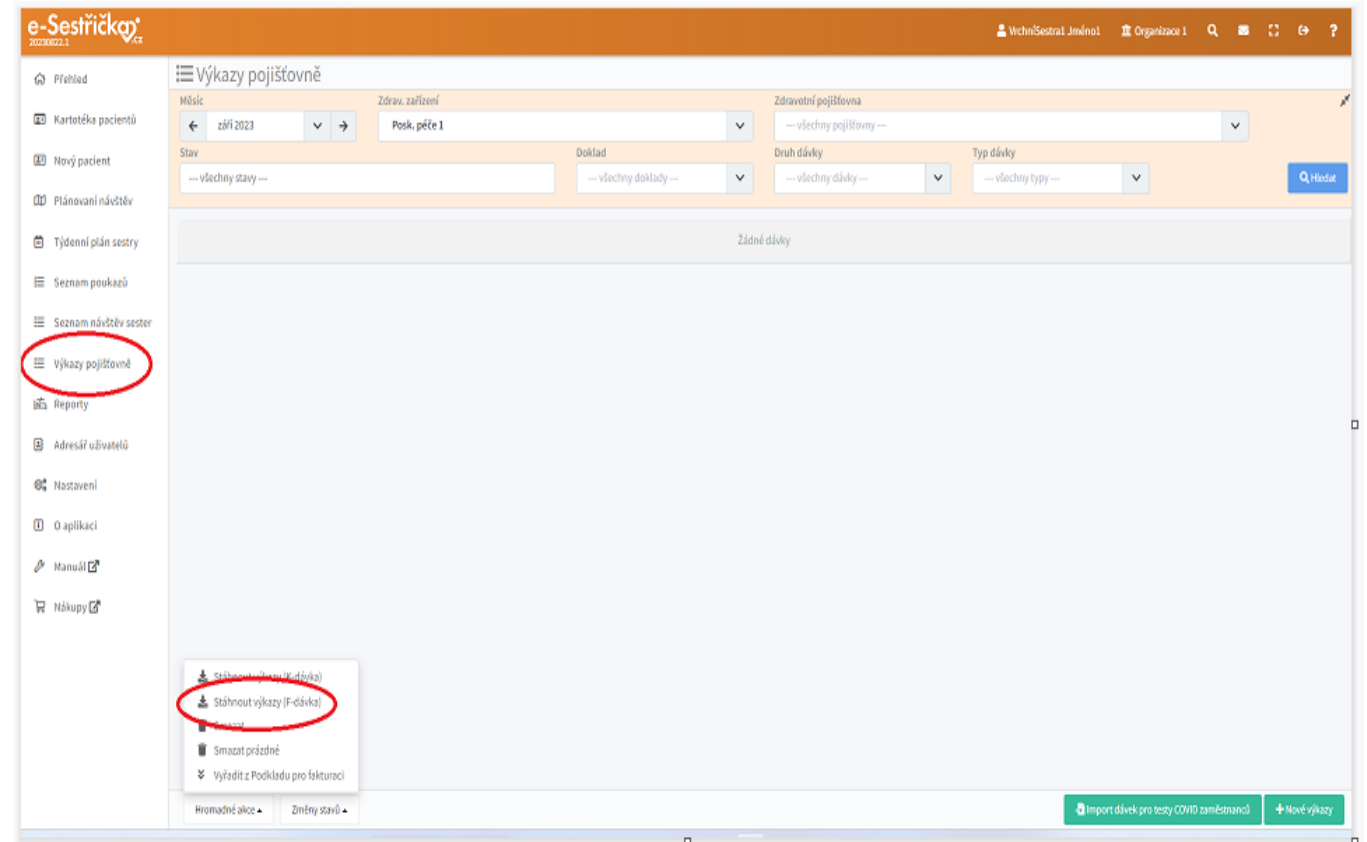 e-Sestřička.cz
20230822.1
VrchníSestra1 Jméno1
Organizace 1
?
Přehled
Kartotéka pacientů
Nový pacient
Plánovaní návštěv
Týdenní plán sestry
Seznam poukazů
Seznam návštěv sester
Výkazy pojišťovně
Reporty
Adresář uživatelů
Nastavení
O aplikaci
Manuál
Nákupy
Výkazy pojišťovně
Měsíc
Zdrav. zařízení
Zdravotní pojišťovna
září 2023
Posk. péče 1
--- všechny pojišťovny ---
Stav
Doklad
Druh dávky
Typ dávky
--- všechny stavy ---
--- všechny doklady ---
--- všechny dávky ---
--- všechny typy ---
Hledat
Žádné dávky
Stáhnout výkazy (K-dávka)
Stáhnout výkazy (F-dávka)
Smazat
Smazat prázdné
Vyřadit z Podkladu pro fakturaci
Hromadné akce
Změny stavů
Import dávek pro testy COVID zaměstnanců
Nové výkazy